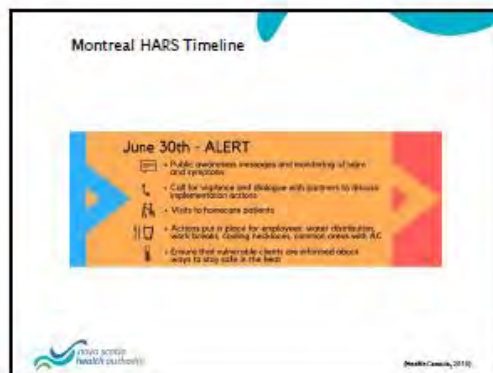 Montreal HARS Timeline
June 30th - ALERT
• Public awareness messages and monitoring of signs
and symptoms
• Call for vigilance and dialogue with partners to discuss
implementation actions
• Visits to homecare patients
• Actions put in place for employees: water distribution,
work breaks, cooling necklaces, common areas with A/C
• Ensure that vulnerable clients are informed about
ways to stay safe in the heat
nova scotia
health authority
(Health Canada,